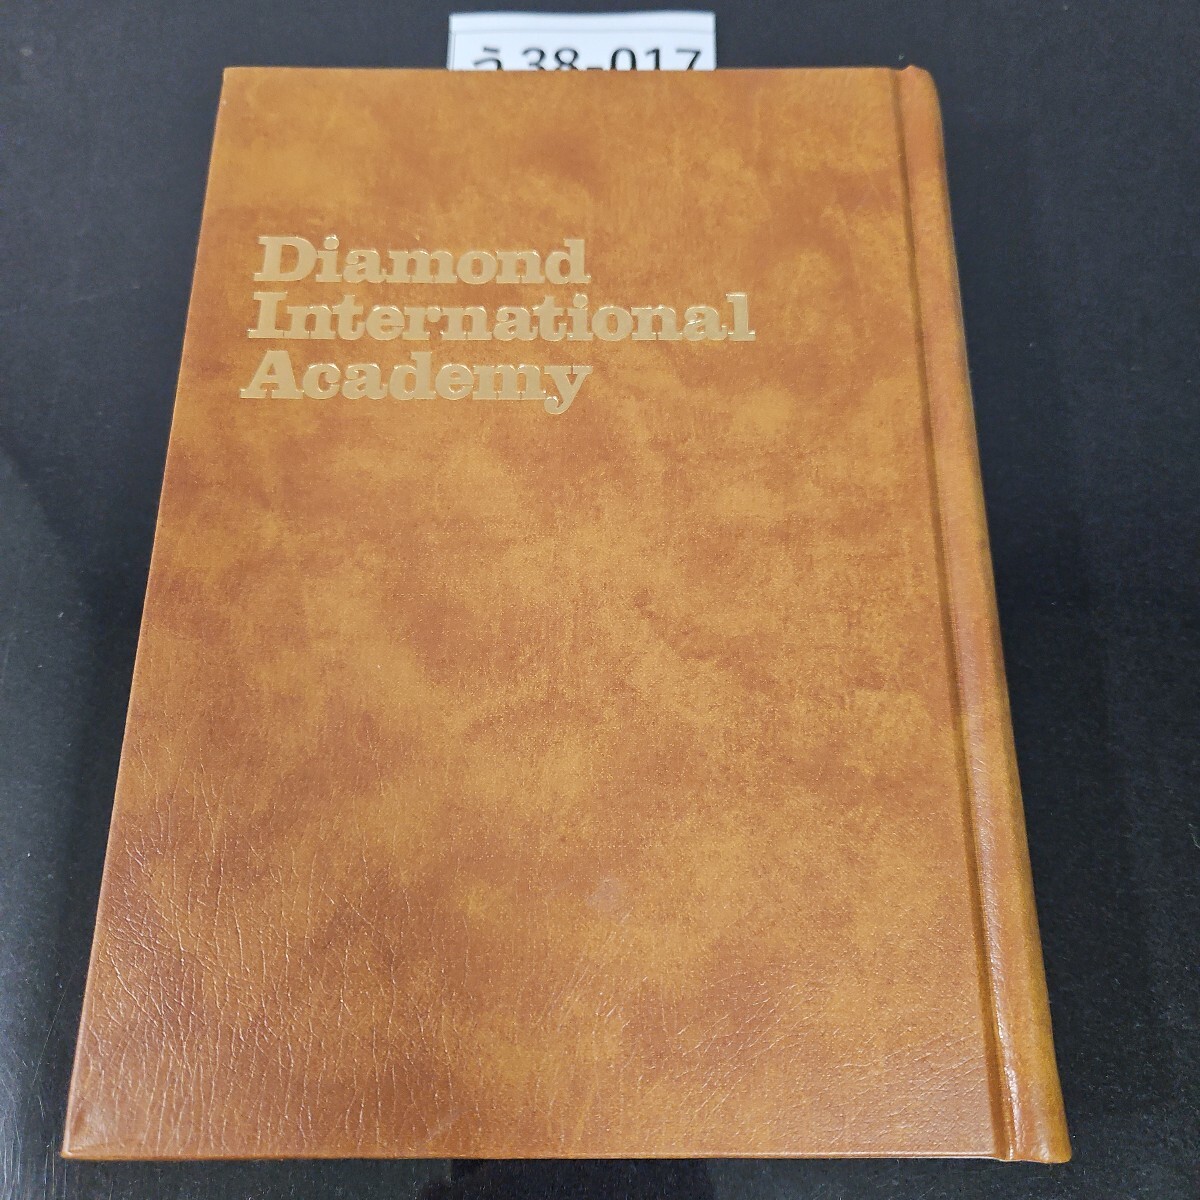 う38-017
Diamond
International
Academy